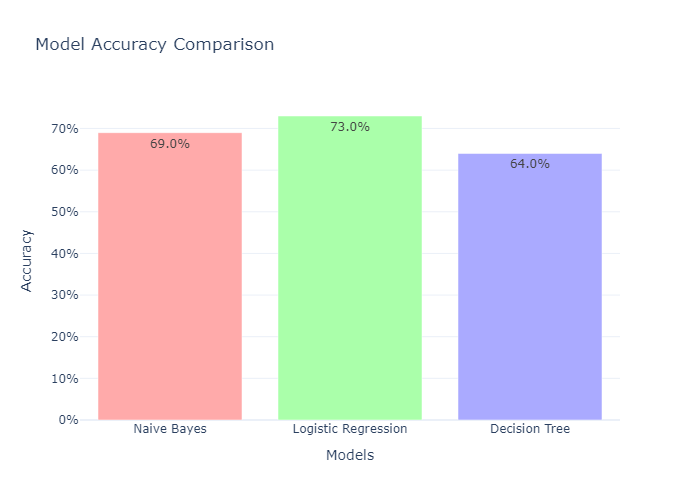 Model Accuracy Comparison
70%
60%
50%
40%
30%
20%
10%
0%
Accuracy
69.0%
73.0%
64.0%
Naive Bayes
Logistic Regression
Decision Tree
Models